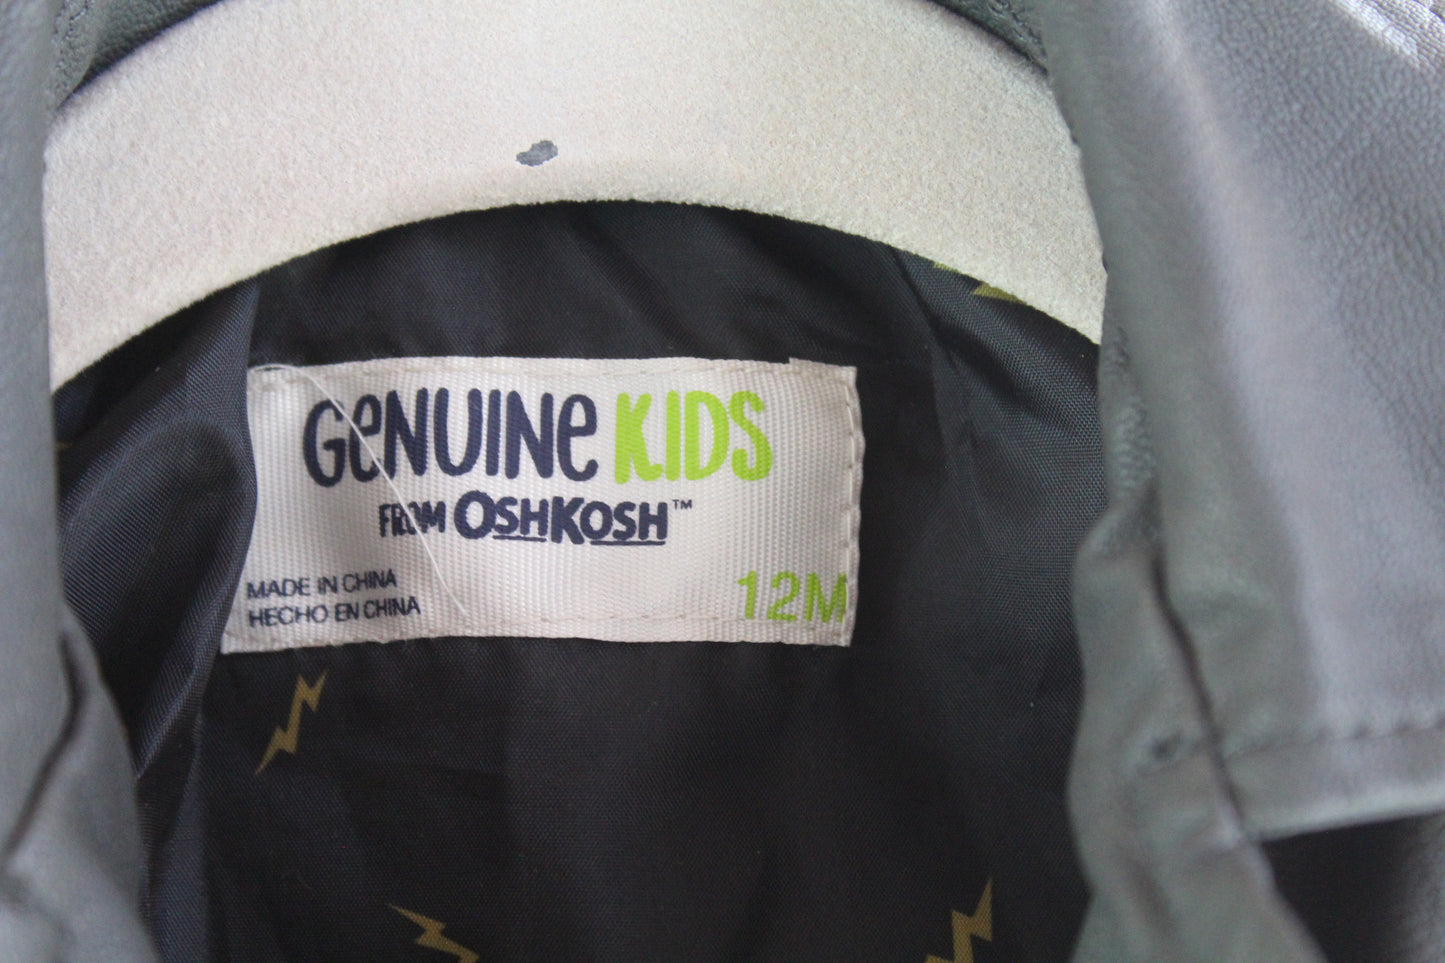 GeNUINe KIDS
FROM OSHKOSH™
MADE IN CHINA
HECHO EN CHINA
12M